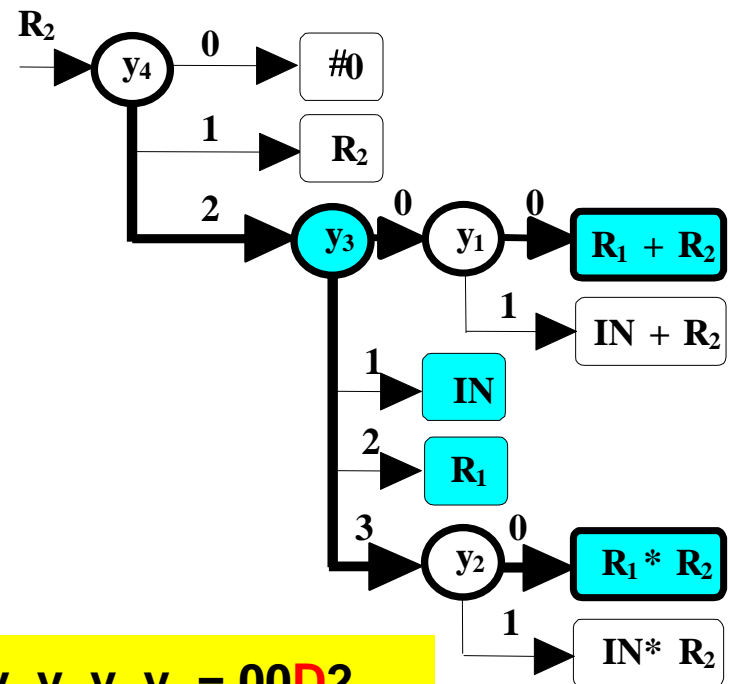 R₂
y₄ 0 #0
1 R₂
2 y₃ 0 y₁ 0 R₁ + R₂
1 IN + R₂
1 IN
2 R₁
3 y₂ 0 R₁* R₂
1 IN* R₂
= 00D2